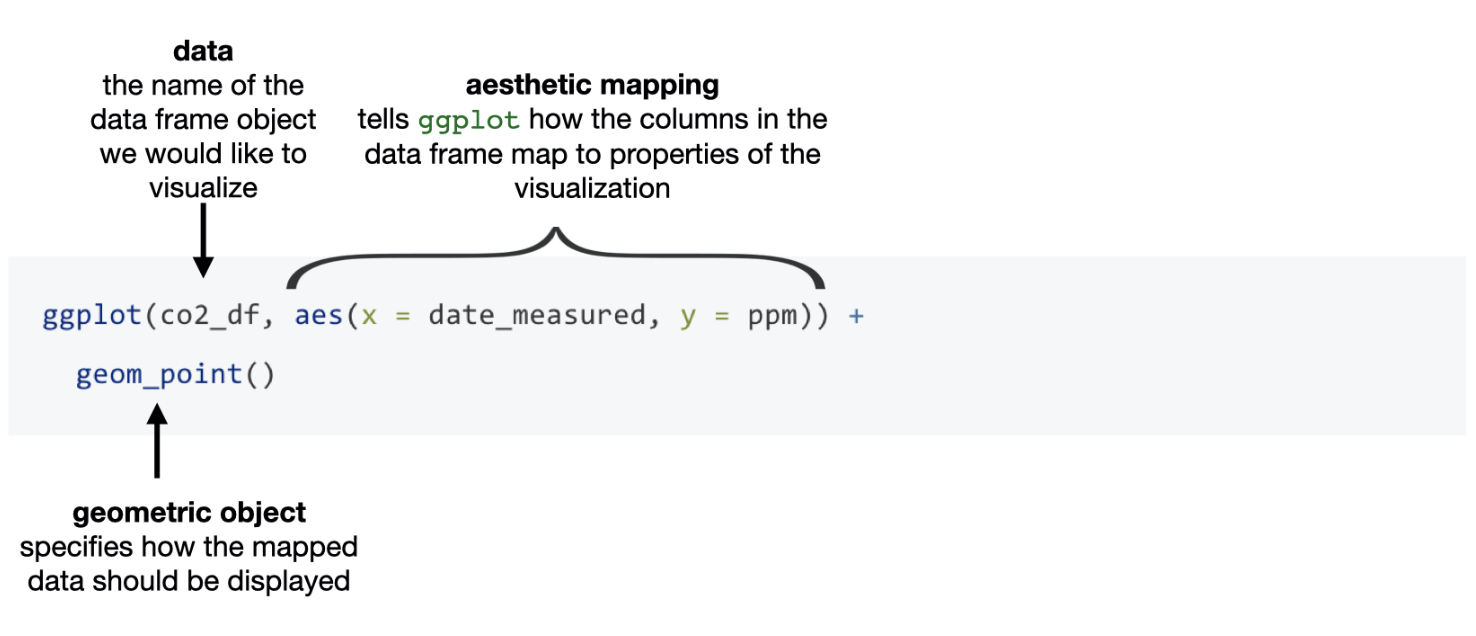 data
the name of the
data frame object
we would like to
visualize
aesthetic mapping
tells ggplot how the columns in the
data frame map to properties of the
visualization
ggplot(co2_df, aes(x = date_measured, y = ppm)) +
geom_point()
geometric object
specifies how the mapped
data should be displayed